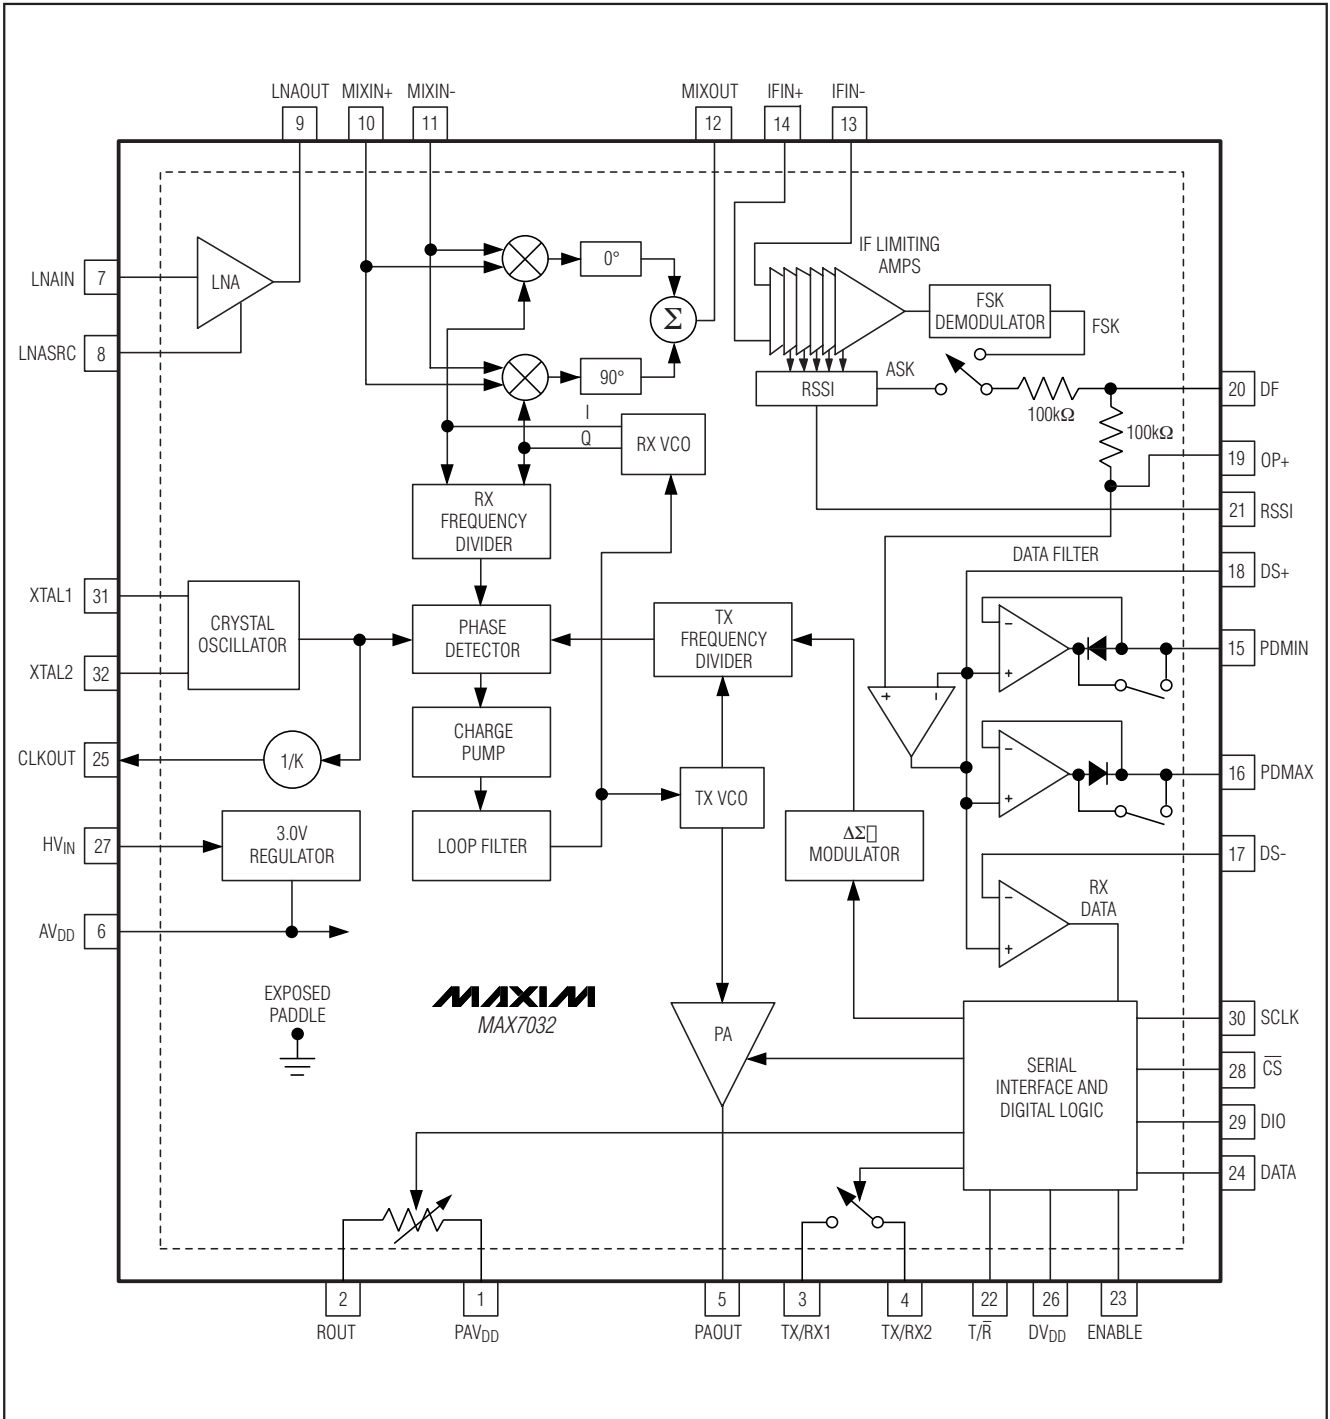 LNAOUT MIXIN+ MIXIN- MIXOUT IFIN+ IFIN-
9 10 11 12 14 13
IF LIMITING
AMPS
LNAIN 7
LNA
0°
Σ
FSK
DEMODULATOR
FSK
LNASRC 8
90°
RSSI
ASK
100kΩ
20 DF
100kΩ
I
Q
RX VCO
19 OP+
21 RSSI
RX
FREQUENCY
DIVIDER
DATA FILTER
18 DS+
XTAL1 31
CRYSTAL
OSCILLATOR
XTAL2 32
PHASE
DETECTOR
TX
FREQUENCY
DIVIDER
–
+
15 PDMIN
+ –
CLKOUT 25
1/K
CHARGE
PUMP
TX VCO
–
+
16 PDMAX
HVIN 27
3.0V
REGULATOR
LOOP FILTER
ΔΣ
MODULATOR
17 DS-
–
+
RX
DATA
AVDD 6
EXPOSED
PADDLE
MAXIM
MAX7032
PA
SERIAL
INTERFACE AND
DIGITAL LOGIC
30 SCLK
28 C̅S̅
29 DIO
24 DATA
2 1 5 3 4 22 26 23
ROUT PAVDD PAOUT TX/RX1 TX/RX2 T/R̅ DVDD ENABLE